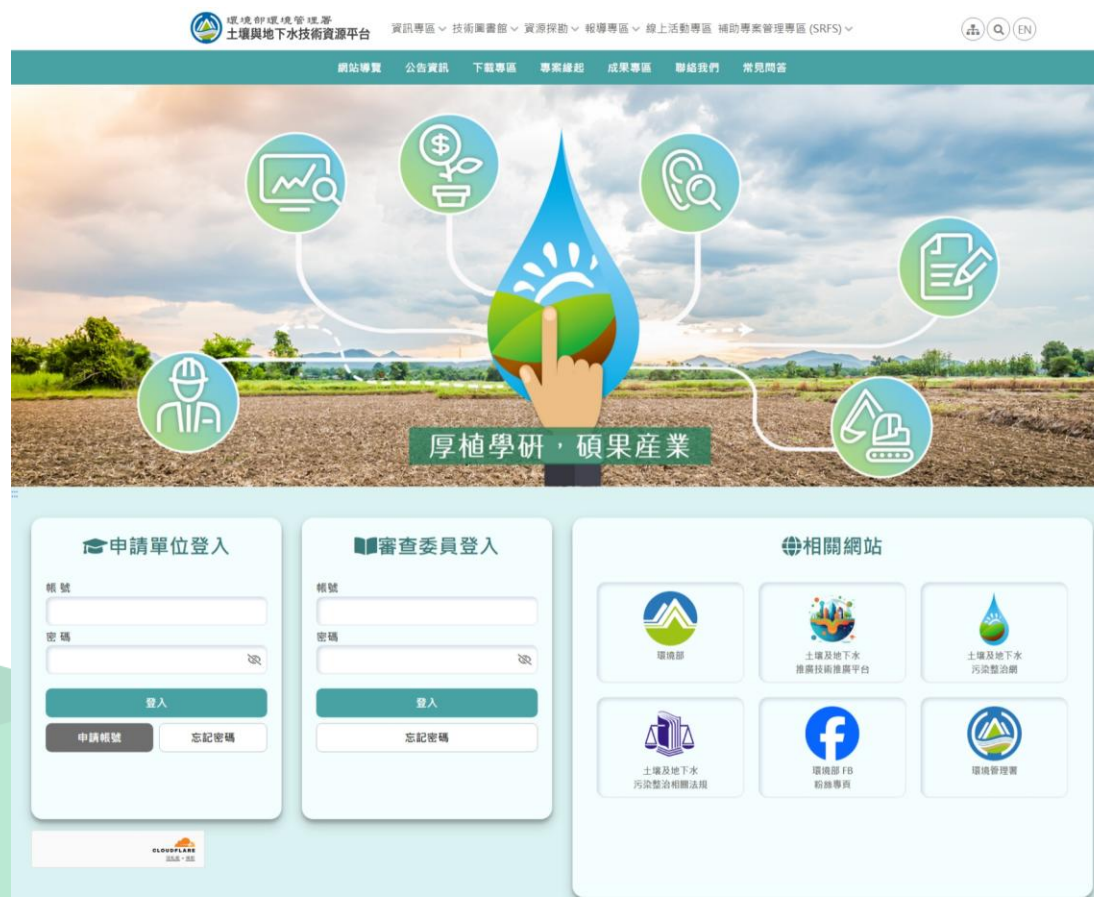 環境部環境管理署
土壤與地下水技術資源平台
資訊專區 技術圖書館 資源探勘 報導專區 線上活動專區 補助專案管理專區 (SRFS)
EN
網站導覽 公告資訊 下載專區 專案緣起 成果專區 聯絡我們 常見問答
厚植學研，碩果産業
申請單位登入
帳 號
密 碼
登入
申請帳號 忘記密碼
審查委員登入
帳號
密碼
登入
忘記密碼
相關網站
環境部
土壤及地下水
推廣技術推廣平台
土壤及地下水
污染整治網
土壤及地下水
污染整治相關法規
環境部 FB
粉絲專頁
環境管理署
CLOUDFLARE